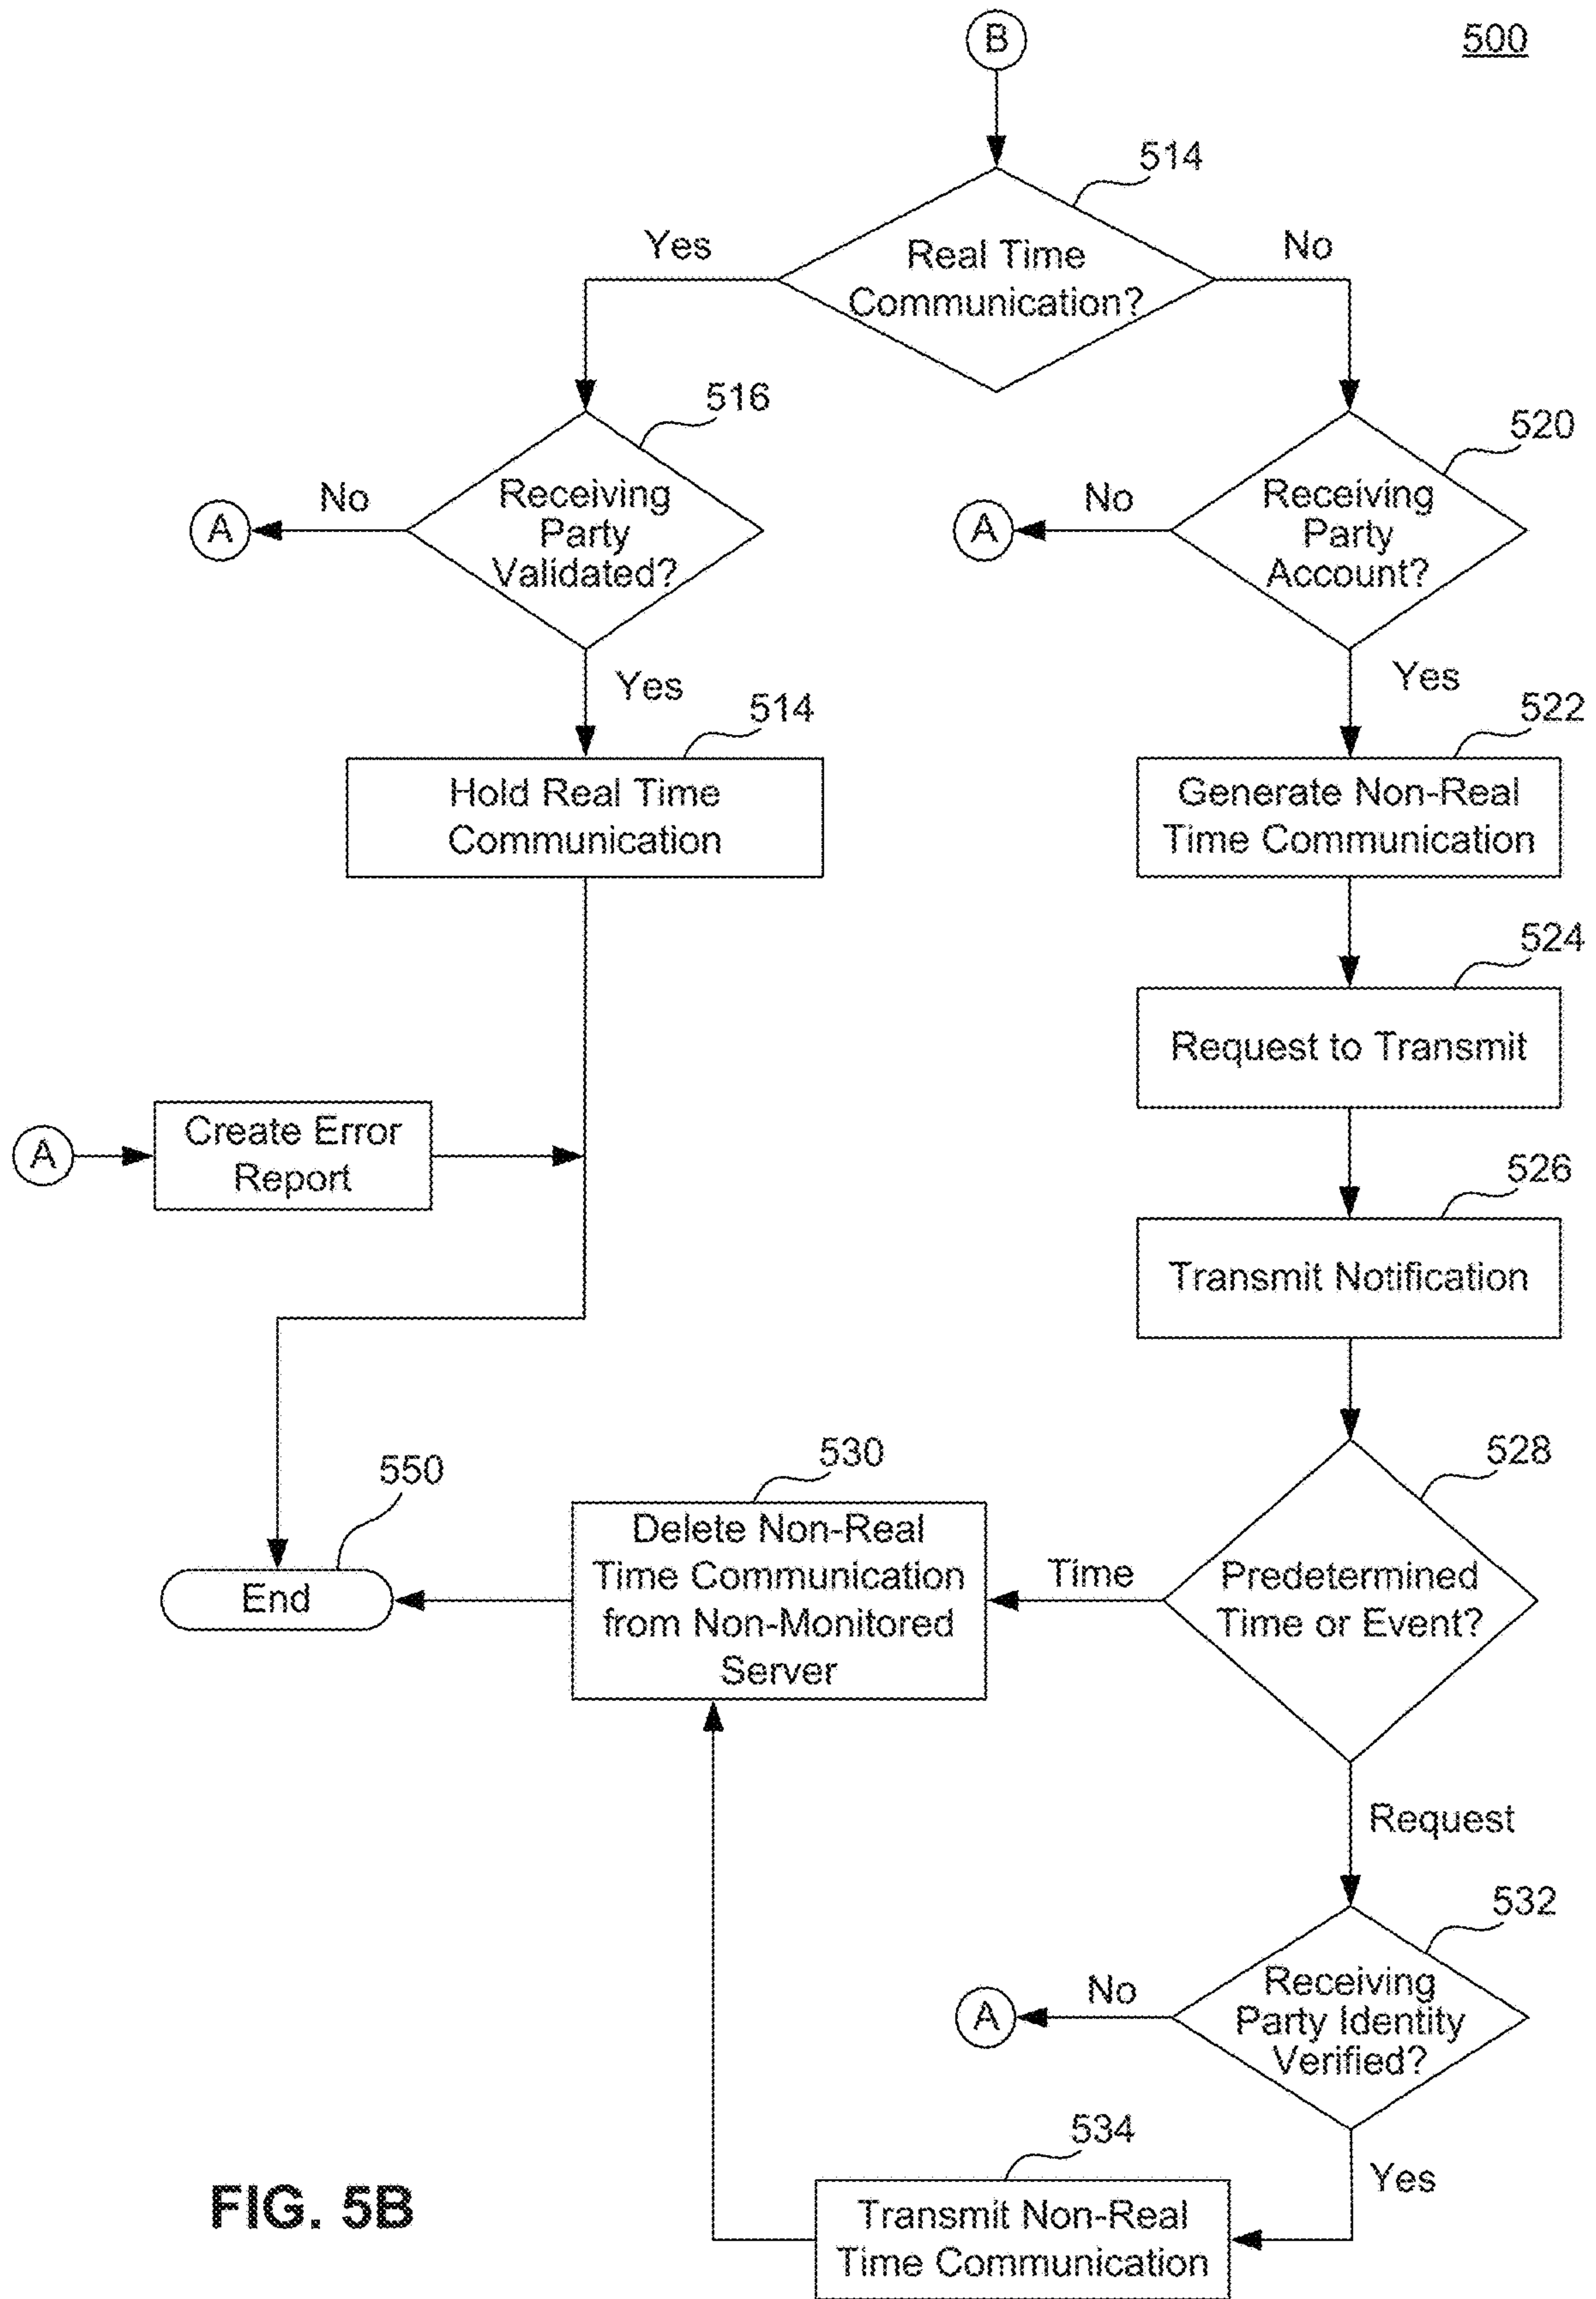 500
B
514
Yes
No
Real Time
Communication?
516
520
No
Receiving
Party
Validated?
A
No
Receiving
Party
Account?
A
Yes
Yes
514
522
Hold Real Time
Communication
Generate Non-Real
Time Communication
524
Request to Transmit
A
Create Error
Report
526
Transmit Notification
550
530
528
End
Delete Non-Real
Time Communication
from Non-Monitored
Server
Time
Predetermined
Time or Event?
Request
532
A
No
Receiving
Party Identity
Verified?
534
Yes
Transmit Non-Real
Time Communication
FIG. 5B